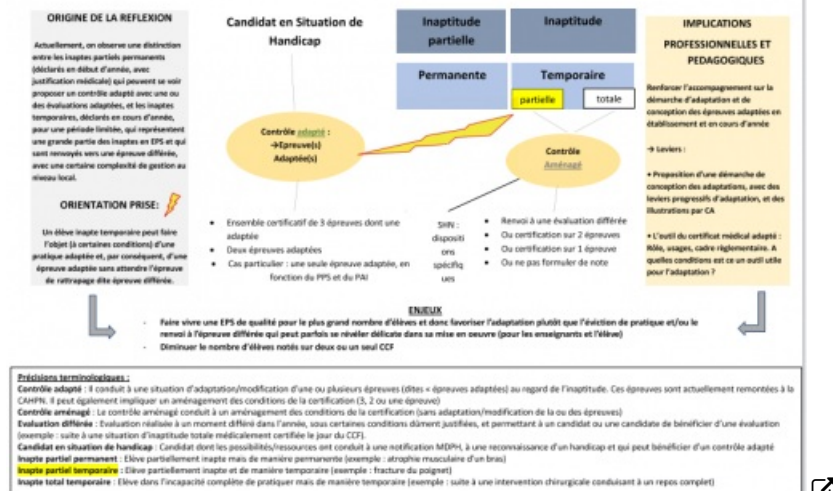 ORIGINE DE LA REFLEXION
Actuellement, on observe une distinction
entre les inaptes partiels permanents
(déclarés en début d'année, avec
justification médicale) qui peuvent se voir
proposer un contrôle adapté avec une ou
des évaluations adaptées, et les inaptes
temporaires, déclarés en cours d'année,
pour une période limitée, qui représentent
une grande partie des inaptes en EPS et qui
sont renvoyés vers une épreuve différée,
avec une certaine complexité de gestion au
niveau local.
ORIENTATION PRISE:
Un élève inapte temporaire peut faire
l'objet (à certaines conditions) d'une
pratique adaptée et, par conséquent, d'une
épreuve adaptée sans attendre l'épreuve
de rattrapage dite épreuve différée.
Candidat en Situation de
Handicap
Inaptitude
partielle
Inaptitude
Permanente
Temporaire
partielle
totale
Contrôle adapté :
→Epreuve(s)
Adaptée(s)
Contrôle
Aménagé
• Ensemble certificatif de 3 épreuves dont une
adaptée
• Deux épreuves adaptées
• Cas particulier : une seule épreuve adaptée, en
fonction du PPS et du PAI
SHN :
dispositi
ons
spécifiq
ues
• Renvoi à une évaluation différée
• Ou certification sur 2 épreuves
• Ou certification sur 1 épreuve
• Ou ne pas formuler de note
IMPLICATIONS
PROFESSIONNELLES ET
PEDAGOGIQUES
Renforcer l'accompagnement sur la
démarche d'adaptation et de
conception des épreuves adaptées en
établissement et en cours d'année
→ Leviers :
• Proposition d'une démarche de
conception des adaptations, avec des
leviers progressifs d'adaptation, et des
illustrations par CA
• L'outil du certificat médical adapté :
Rôle, usages, cadre règlementaire. A
quelles conditions est ce un outil utile
pour l'adaptation ?
ENJEUX
- Faire vivre une EPS de qualité pour le plus grand nombre d'élèves et donc favoriser l'adaptation plutôt que l'éviction de pratique et/ou le
renvoi à l'épreuve différée qui peut parfois se révéler délicate dans sa mise en oeuvre (pour les enseignants et l'élève)
- Diminuer le nombre d'élèves notés sur deux ou un seul CCF
Précisions terminologiques :
Contrôle adapté : Il conduit à une situation d'adaptation/modification d'une ou plusieurs épreuves (dites « épreuves adaptées) au regard de l'inaptitude. Ces épreuves sont actuellement remontées à la
CAHPN. Il peut également impliquer un aménagement des conditions de la certification (3, 2 ou une épreuve)
Contrôle aménagé : Le contrôle aménagé conduit à un aménagement des conditions de la certification (sans adaptation/modification de la ou des épreuves)
Evaluation différée : Evaluation réalisée à un moment différé dans l'année, sous certaines conditions dûment justifiées, et permettant à un candidat ou une candidate de bénéficier d'une évaluation
(exemple : suite à une situation d'inaptitude totale médicalement certifiée le jour du CCF).
Candidat en situation de handicap : Candidat dont les possibilités/ressources ont conduit à une notification MDPH, à une reconnaissance d'un handicap et qui peut bénéficier d'un contrôle adapté
Inapte partiel permanent : Elève partiellement inapte mais de manière permanente (exemple : atrophie musculaire d'un bras)
Inapte partiel temporaire : Elève partiellement inapte et de manière temporaire (exemple : fracture du poignet)
Inapte total temporaire : Elève dans l'incapacité complète de pratiquer mais de manière temporaire (exemple : suite à une intervention chirurgicale conduisant à un repos complet)